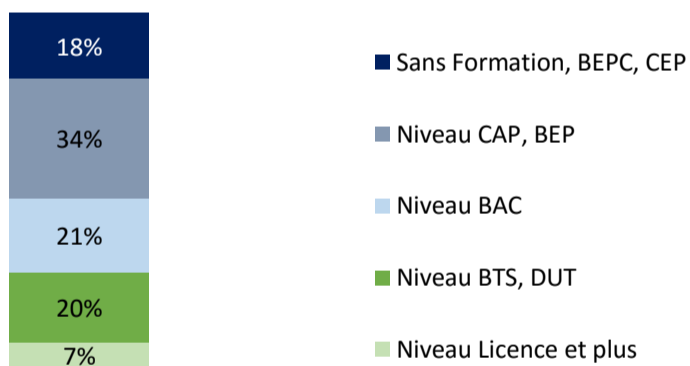 18%
34%
21%
20%
7%
Sans Formation, BEPC, CEP
Niveau CAP, BEP
Niveau BAC
Niveau BTS, DUT
Niveau Licence et plus